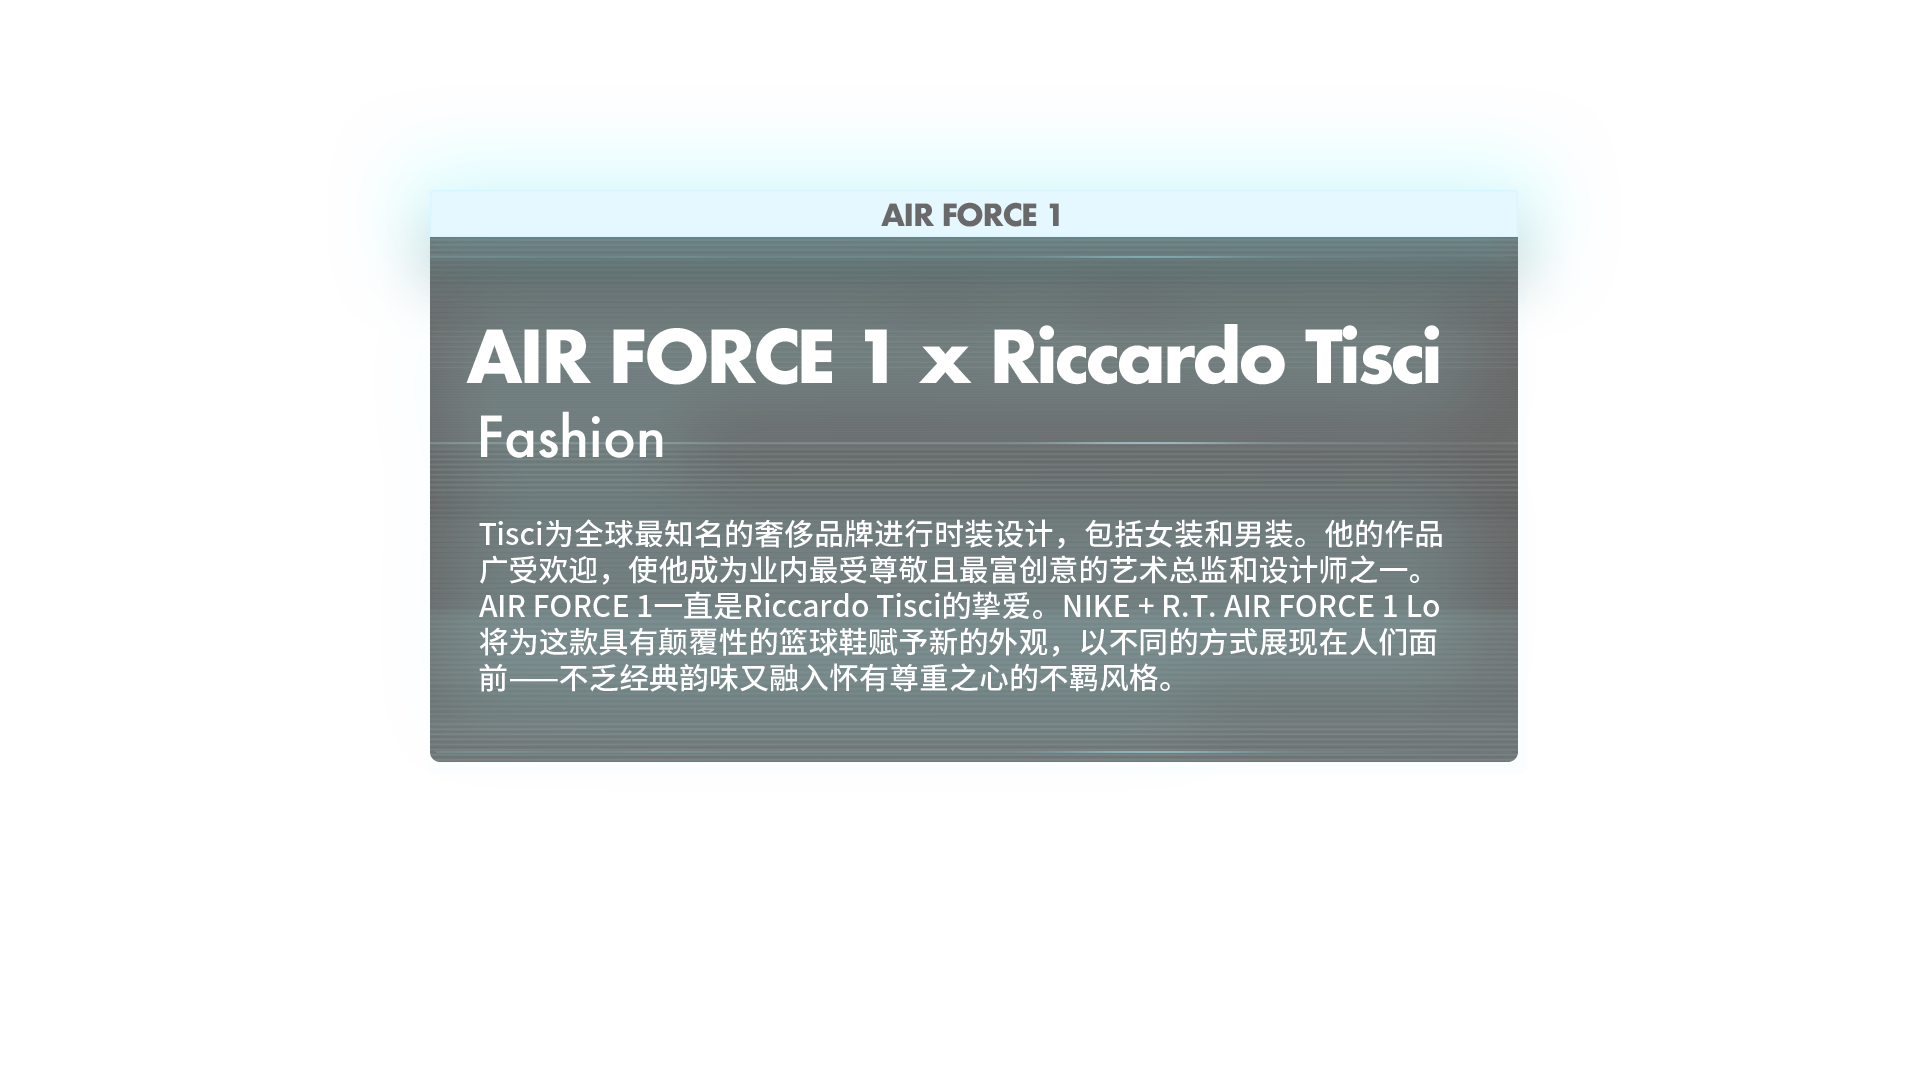 AIR FORCE 1
AIR FORCE 1 x Riccardo Tisci
Fashion
Tisci为全球最知名的奢侈品牌进行时装设计，包括女装和男装。他的作品
广受欢迎，使他成为业内最受尊敬且最富创意的艺术总监和设计师之一。
AIR FORCE 1一直是Riccardo Tisci的挚爱。NIKE + R.T. AIR FORCE 1 Lo
将为这款具有颠覆性的篮球鞋赋予新的外观，以不同的方式展现在人们面
前——不乏经典韵味又融入怀有尊重之心的不羁风格。